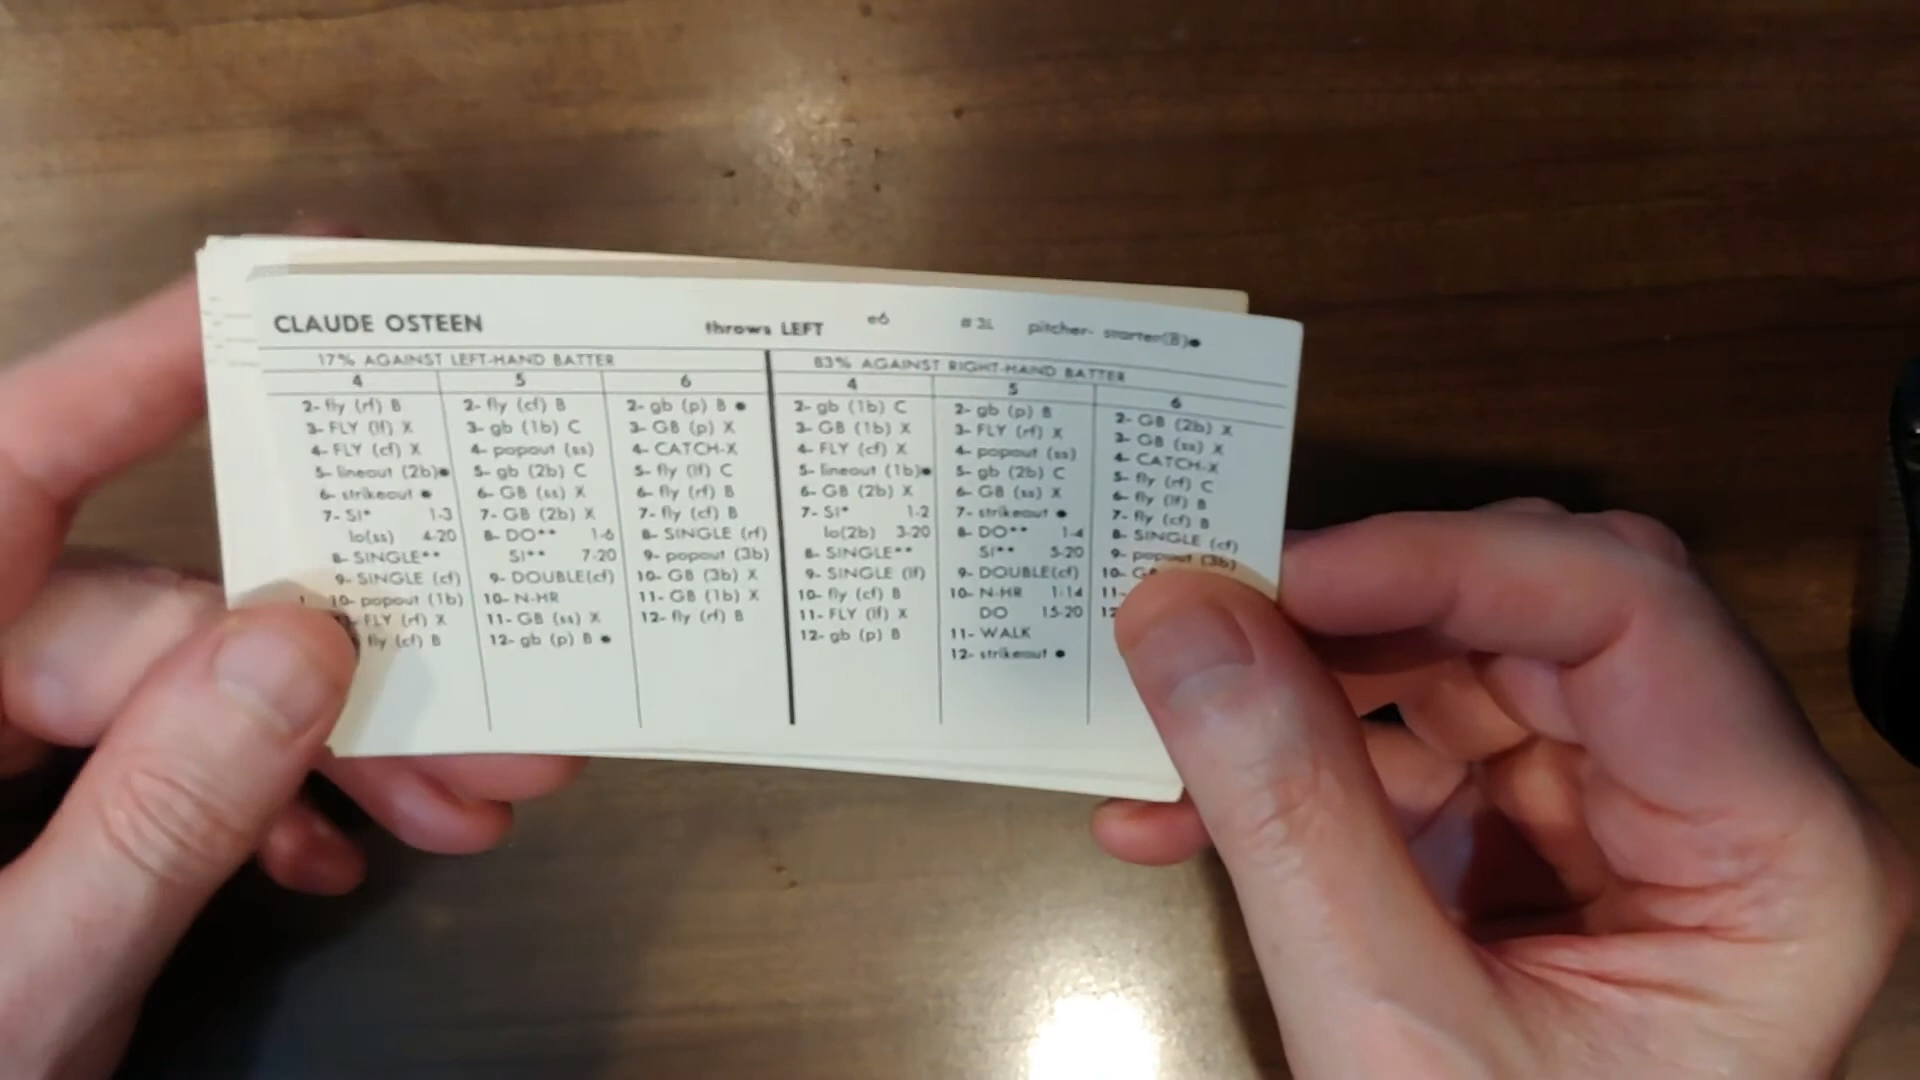 CLAUDE OSTEEN throws LEFT e6 pitcher- starter(8)●
17% AGAINST LEFT-HAND BATTER
4
2- fly (rf) B
3- FLY (lf) X
4- FLY (cf) X
5- lineout (2b)●
6- strikeout ●
7- SI* 1-3
lo(ss) 4-20
8- SINGLE**
9- SINGLE (cf)
10- popout (1b)
FLY (rf) X
fly (cf) B
5
2- fly (cf) B
3- gb (1b) C
4- popout (ss)
5- gb (2b) C
6- GB (ss) X
7- GB (2b) X
8- DO** 1-6
SI** 7-20
9- DOUBLE(cf)
10- N-HR
11- GB (ss) X
12- gb (p) B ●
6
2- gb (p) B ●
3- GB (p) X
4- CATCH-X
5- fly (lf) C
6- fly (rf) B
7- fly (cf) B
8- SINGLE (rf)
9- popout (3b)
10- GB (3b) X
11- GB (1b) X
12- fly (rf) B
83% AGAINST RIGHT-HAND BATTER
4
2- gb (1b) C
3- GB (1b) X
4- FLY (cf) X
5- lineout (1b)●
6- GB (2b) X
7- SI* 1-2
lo(2b) 3-20
8- SINGLE**
9- SINGLE (lf)
10- fly (cf) B
11- FLY (lf) X
12- gb (p) B
5
2- gb (p) B
3- FLY (rf) X
4- popout (ss)
5- gb (2b) C
6- GB (ss) X
7- strikeout ●
8- DO** 1-4
SI** 5-20
9- DOUBLE(cf)
10- N-HR 1-14
DO 15-20
11- WALK
12- strikeout ●
6
2- GB (2b) X
3- GB (ss) X
4- CATCH-X
5- fly (rf) C
6- fly (lf) B
7- fly (cf) B
8- SINGLE (cf)
9- popout (3b)
10-
11-
12